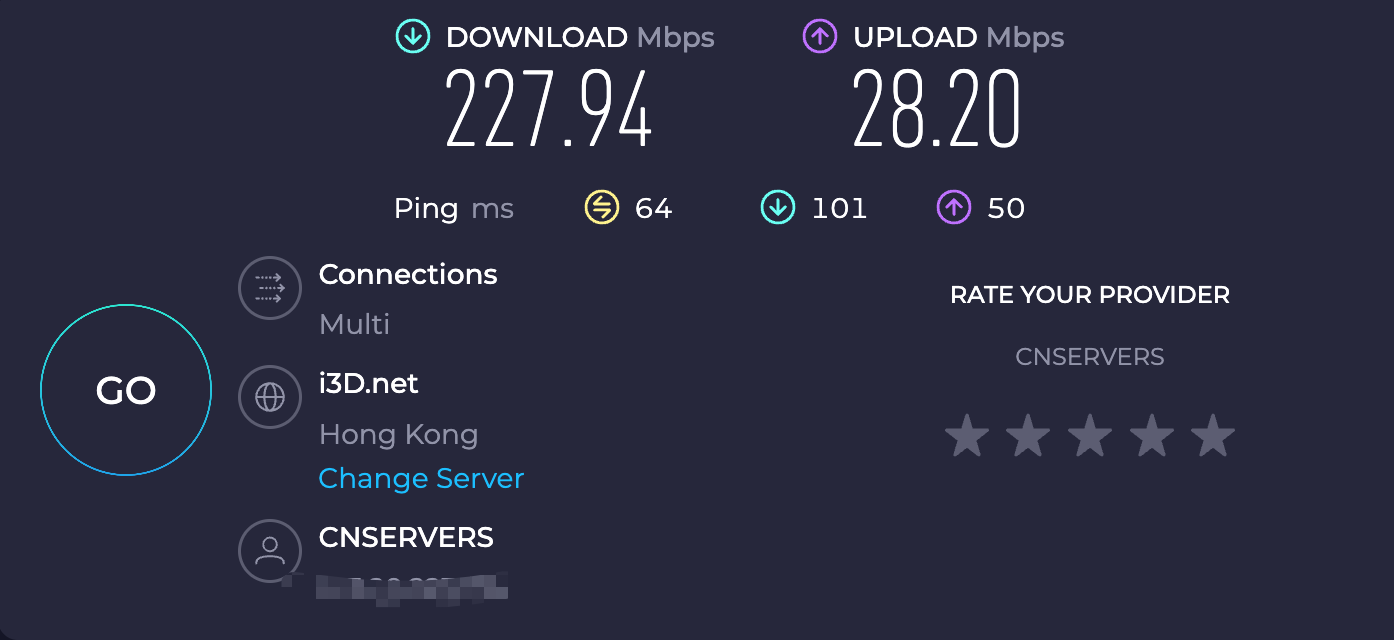 DOWNLOAD Mbps
227.94
UPLOAD Mbps
28.20
Ping ms 64 101 50
Connections
Multi
i3D.net
Hong Kong
Change Server
CNSERVERS
GO
RATE YOUR PROVIDER
CNSERVERS